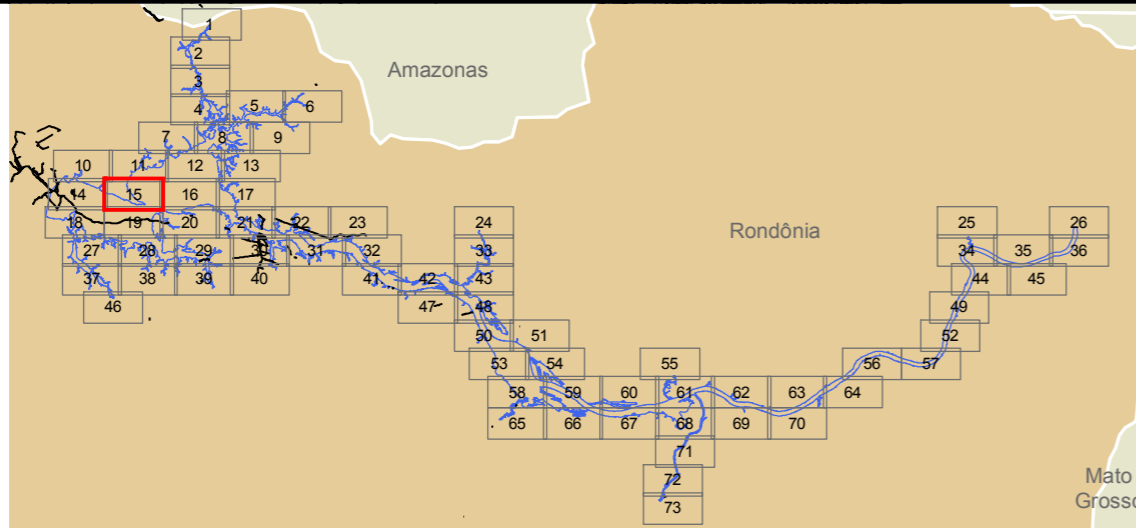 1
2
Amazonas
3
4 5 6
7 8 9
10 11 12 13
14 15 16 17
18 19 20 21 22 23 24 Rondônia 25 26
27 28 29 30 31 32 33 34 35 36
37 38 39 40 41 42 43 44 45
46 47 48 49
50 51 52
53 54 55 56 57
58 59 60 61 62 63 64
65 66 67 68 69 70
71
72 Mato
73 Grosso